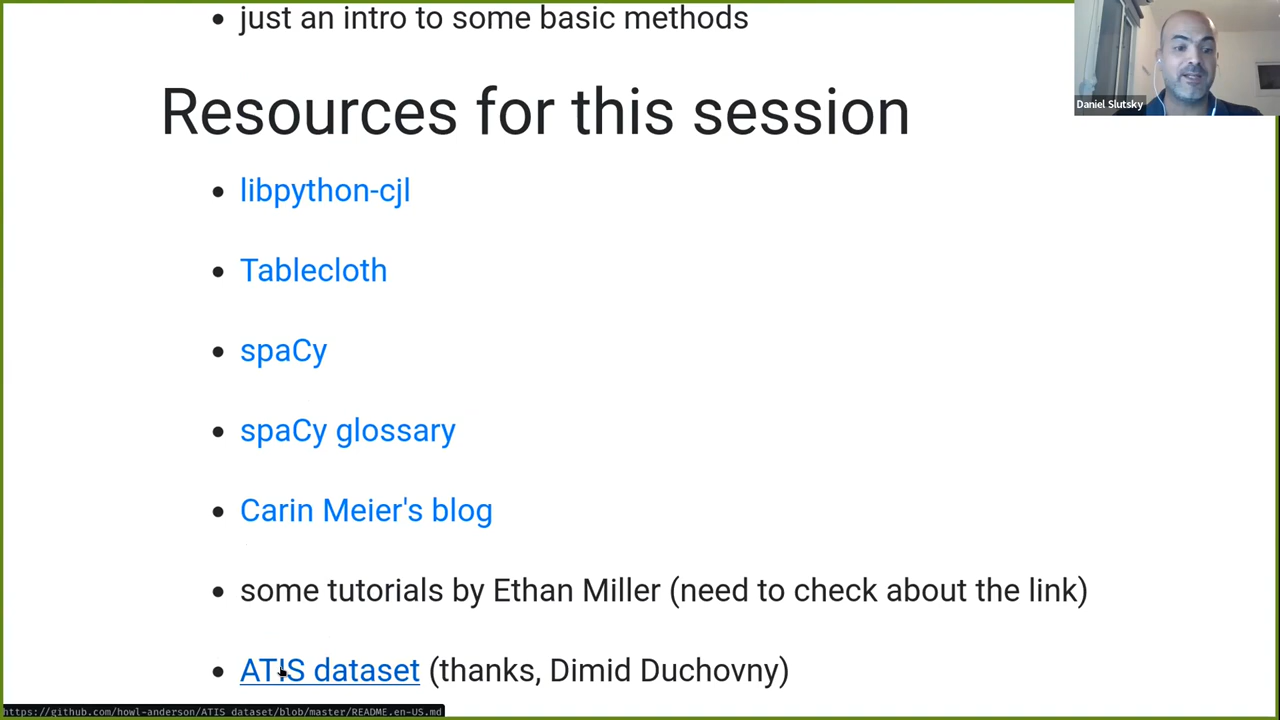 just an intro to some basic methods
Daniel Slutsky
Resources for this session
libpython-cjl
Tablecloth
spaCy
spaCy glossary
Carin Meier's blog
some tutorials by Ethan Miller (need to check about the link)
ATIS dataset (thanks, Dimid Duchovny)
https://github.com/howl-anderson/ATIS_dataset/blob/master/README.en-US.md